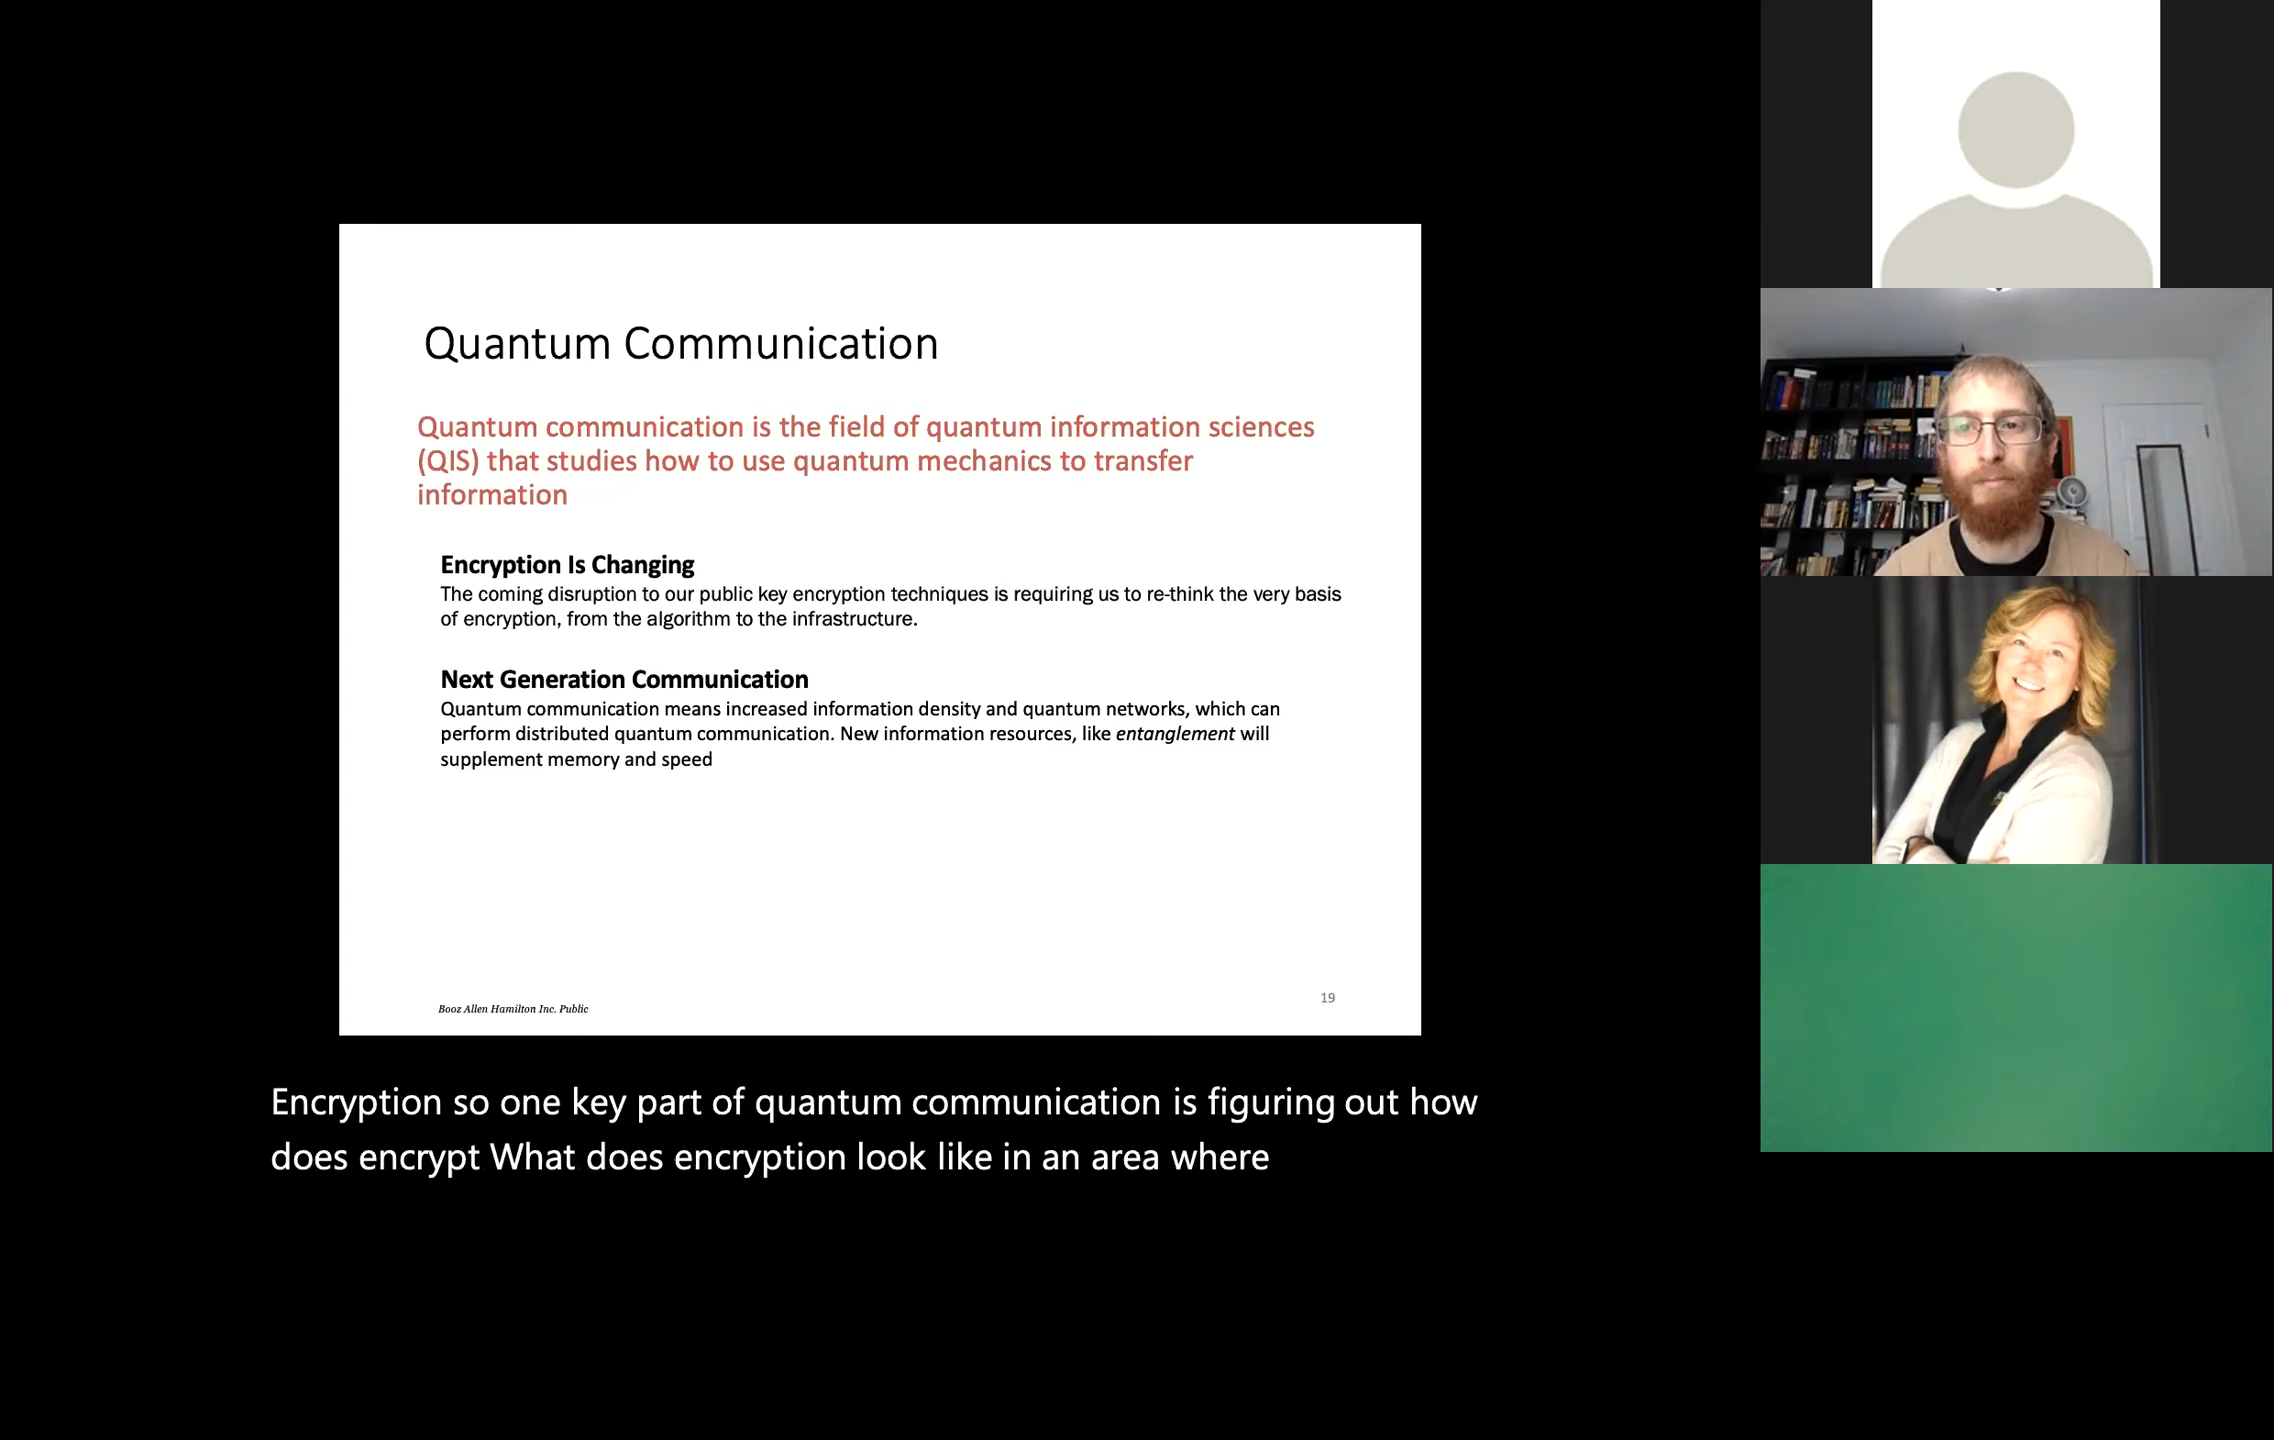 Quantum Communication
Quantum communication is the field of quantum information sciences
(QIS) that studies how to use quantum mechanics to transfer
information
Encryption Is Changing
The coming disruption to our public key encryption techniques is requiring us to re-think the very basis
of encryption, from the algorithm to the infrastructure.
Next Generation Communication
Quantum communication means increased information density and quantum networks, which can
perform distributed quantum communication. New information resources, like entanglement will
supplement memory and speed
Booz Allen Hamilton Inc. Public
19
Encryption so one key part of quantum communication is figuring out how
does encrypt What does encryption look like in an area where